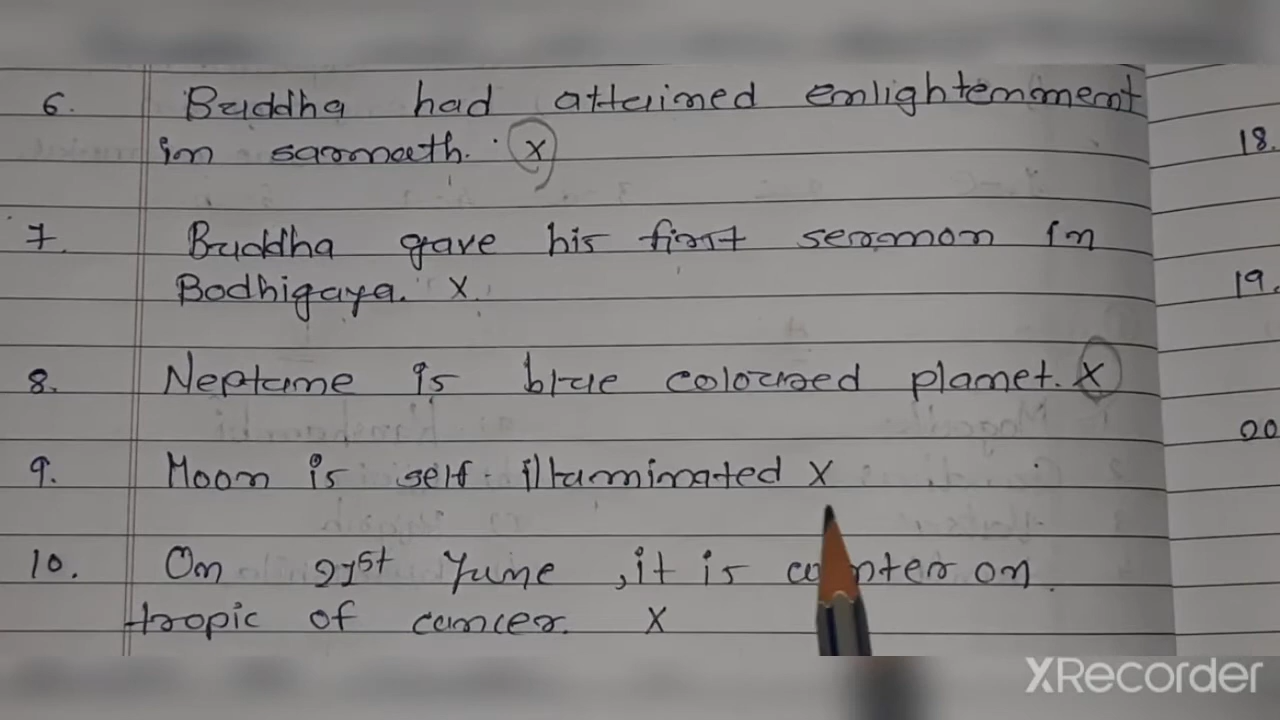 6. Buddha had attained enlightenment
in sarnath. X
18.
7. Buddha gave his first sermon in
Bodhigaya. X
19.
8. Neptune is blue coloured planet. X
20
9. Moon is self illuminated X
10. On 21st June, it is
on
tropic of cancer. X
XRecorder